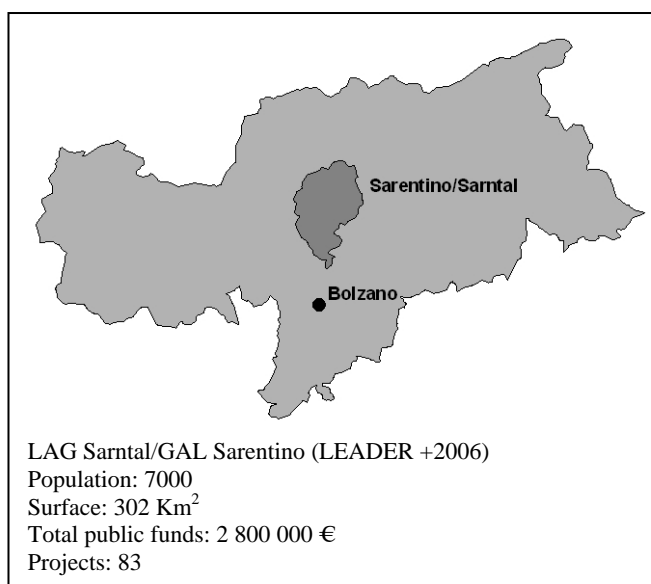 Sarentino/Sarntal
Bolzano
LAG Sarntal/GAL Sarentino (LEADER +2006)
Population: 7000
Surface: 302 Km²
Total public funds: 2 800 000 €
Projects: 83